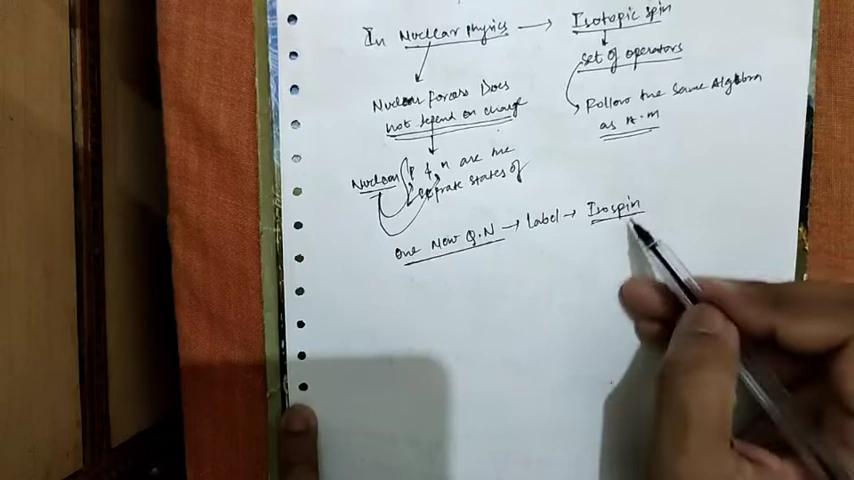 In Nuclear physics → Isotopic spin
set of operators
Nuclear forces Does
not depend on charge
Follow the same Algebra
as A.M
Nucleon p & n are the
seprate states of
one New Q.N → Label → Isospin